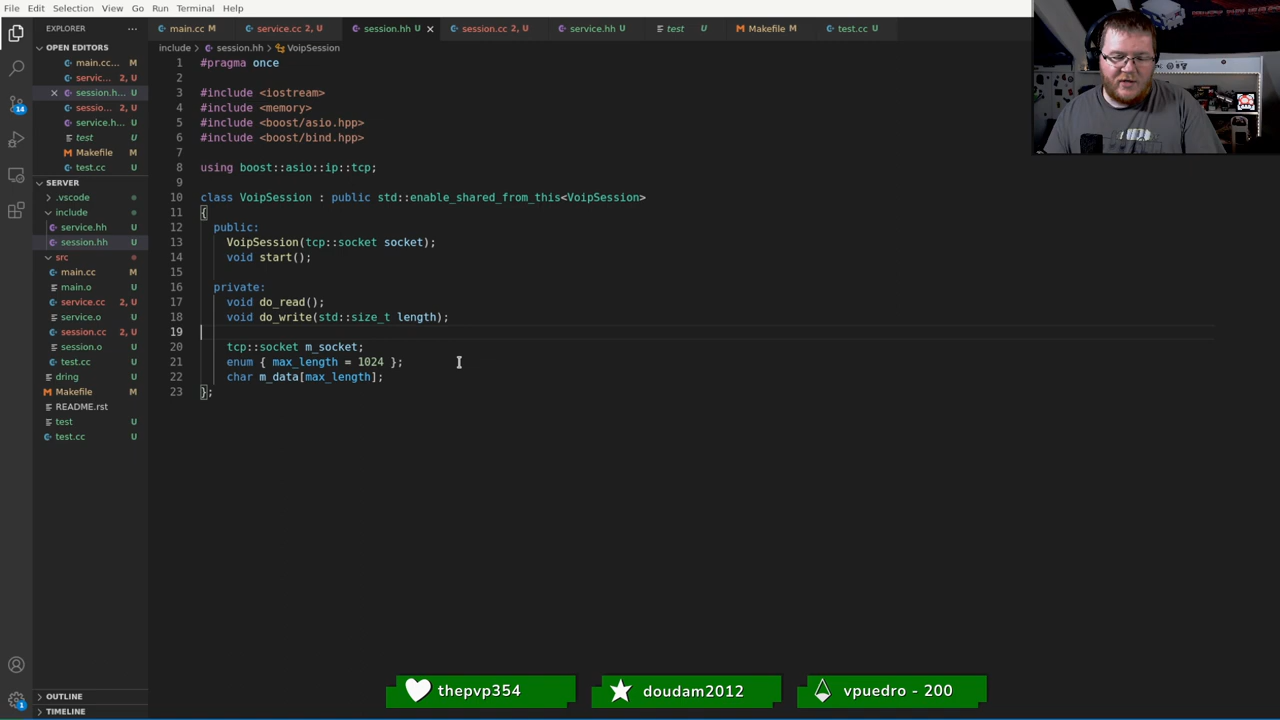 File Edit Selection View Go Run Terminal Help
EXPLORER ...
main.cc M
service.cc 2, U
session.hh U
session.cc 2, U
service.hh U
test U
Makefile M
test.cc U
OPEN EDITORS
main.cc...
servic... 2, U
session.h... U
sessio... 2, U
service.h... U
test U
Makefile M
test.cc U
SERVER
.vscode
include
service.hh U
session.hh U
src
main.cc M
main.o U
service.cc 2, U
service.o U
session.cc 2, U
session.o U
test.cc U
dring U
Makefile M
README.rst
test U
test.cc U
OUTLINE
TIMELINE
14
1
include > session.hh > VoipSession
1 #pragma once
2
3 #include <iostream>
4 #include <memory>
5 #include <boost/asio.hpp>
6 #include <boost/bind.hpp>
7
8 using boost::asio::ip::tcp;
9
10 class VoipSession : public std::enable_shared_from_this<VoipSession>
11 {
12 public:
13 VoipSession(tcp::socket socket);
14 void start();
15
16 private:
17 void do_read();
18 void do_write(std::size_t length);
19
20 tcp::socket m_socket;
21 enum { max_length = 1024 };
22 char m_data[max_length];
23 };
thepvp354
doudam2012
vpuedro - 200